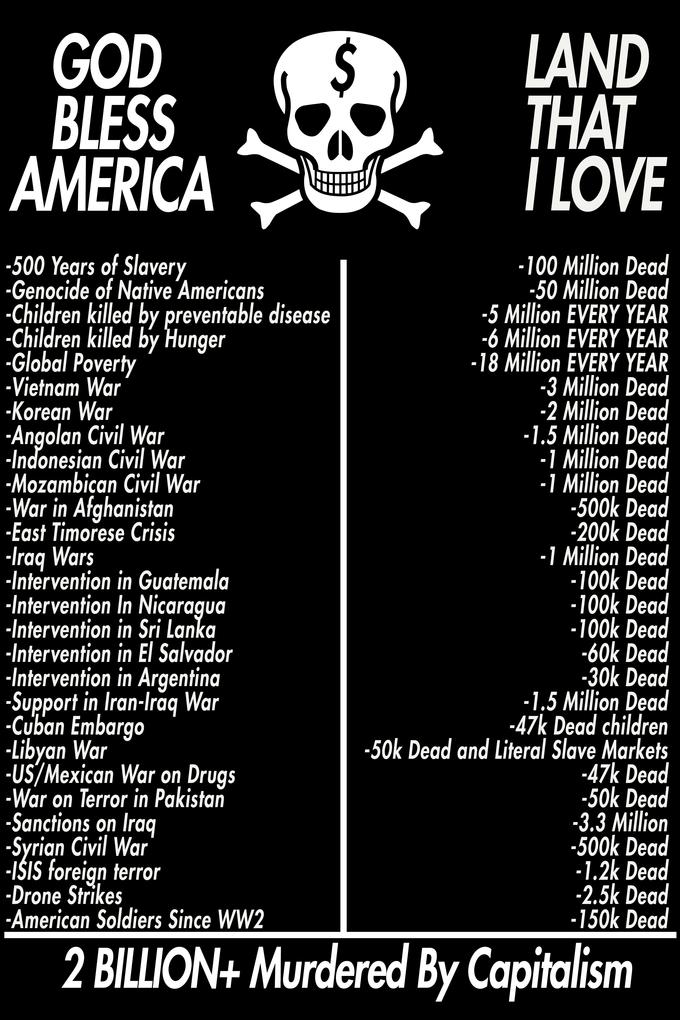 GOD
BLESS
AMERICA
$
LAND
THAT
I LOVE
-500 Years of Slavery -100 Million Dead
-Genocide of Native Americans -50 Million Dead
-Children killed by preventable disease -5 Million EVERY YEAR
-Children killed by Hunger -6 Million EVERY YEAR
-Global Poverty -18 Million EVERY YEAR
-Vietnam War -3 Million Dead
-Korean War -2 Million Dead
-Angolan Civil War -1.5 Million Dead
-Indonesian Civil War -1 Million Dead
-Mozambican Civil War -1 Million Dead
-War in Afghanistan -500k Dead
-East Timorese Crisis -200k Dead
-Iraq Wars -1 Million Dead
-Intervention in Guatemala -100k Dead
-Intervention In Nicaragua -100k Dead
-Intervention in Sri Lanka -100k Dead
-Intervention in El Salvador -60k Dead
-Intervention in Argentina -30k Dead
-Support in Iran-Iraq War -1.5 Million Dead
-Cuban Embargo -47k Dead children
-Libyan War -50k Dead and Literal Slave Markets
-US/Mexican War on Drugs -47k Dead
-War on Terror in Pakistan -50k Dead
-Sanctions on Iraq -3.3 Million
-Syrian Civil War -500k Dead
-ISIS foreign terror -1.2k Dead
-Drone Strikes -2.5k Dead
-American Soldiers Since WW2 -150k Dead
2 BILLION+ Murdered By Capitalism